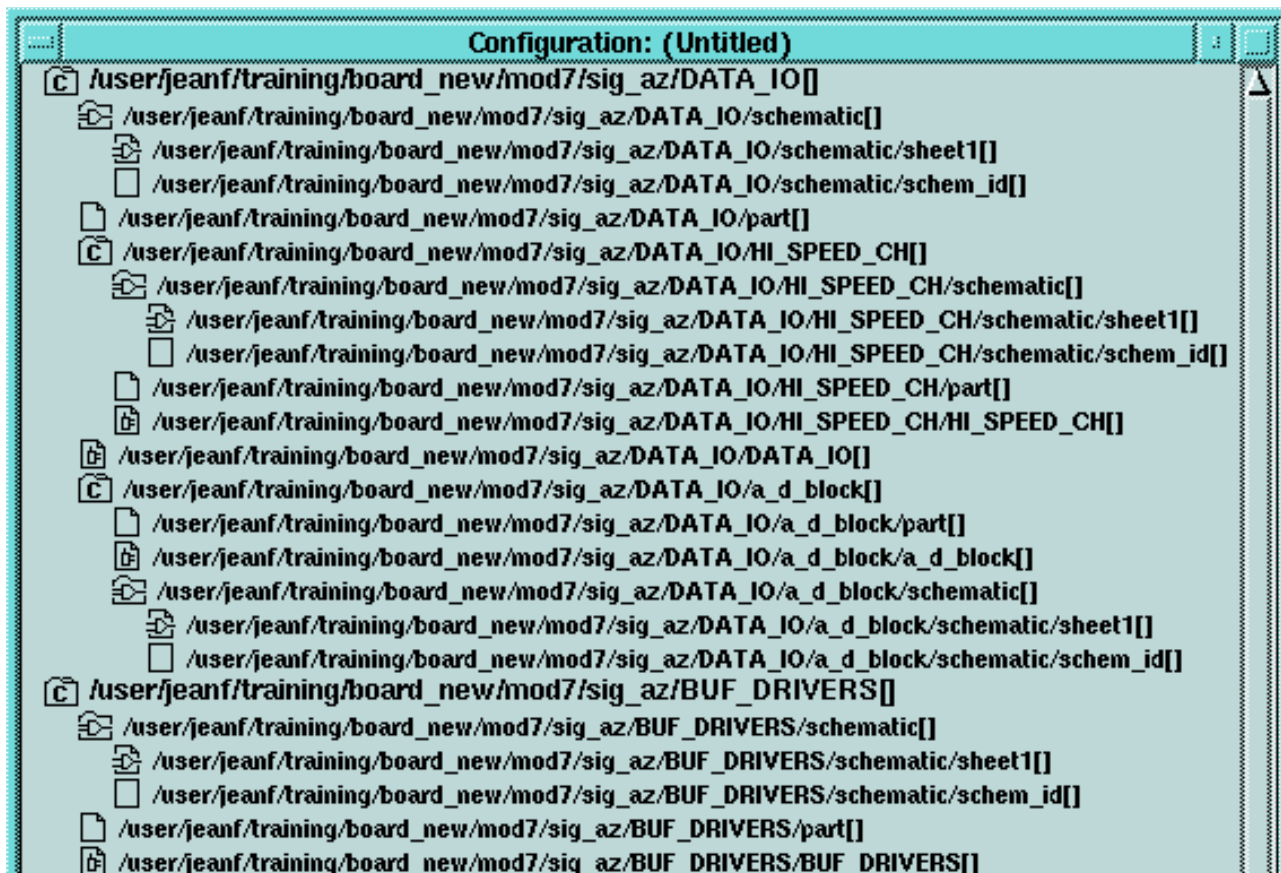 Configuration: (Untitled)
/user/jeanf/training/board_new/mod7/sig_az/DATA_IO[]
/user/jeanf/training/board_new/mod7/sig_az/DATA_IO/schematic[]
/user/jeanf/training/board_new/mod7/sig_az/DATA_IO/schematic/sheet1[]
/user/jeanf/training/board_new/mod7/sig_az/DATA_IO/schematic/schem_id[]
/user/jeanf/training/board_new/mod7/sig_az/DATA_IO/part[]
C /user/jeanf/training/board_new/mod7/sig_az/DATA_IO/HI_SPEED_CH[]
/user/jeanf/training/board_new/mod7/sig_az/DATA_IO/HI_SPEED_CH/schematic[]
/user/jeanf/training/board_new/mod7/sig_az/DATA_IO/HI_SPEED_CH/schematic/sheet1[]
/user/jeanf/training/board_new/mod7/sig_az/DATA_IO/HI_SPEED_CH/schematic/schem_id[]
/user/jeanf/training/board_new/mod7/sig_az/DATA_IO/HI_SPEED_CH/part[]
/user/jeanf/training/board_new/mod7/sig_az/DATA_IO/HI_SPEED_CH/HI_SPEED_CH[]
/user/jeanf/training/board_new/mod7/sig_az/DATA_IO/DATA_IO[]
C /user/jeanf/training/board_new/mod7/sig_az/DATA_IO/a_d_block[]
/user/jeanf/training/board_new/mod7/sig_az/DATA_IO/a_d_block/part[]
/user/jeanf/training/board_new/mod7/sig_az/DATA_IO/a_d_block/a_d_block[]
/user/jeanf/training/board_new/mod7/sig_az/DATA_IO/a_d_block/schematic[]
/user/jeanf/training/board_new/mod7/sig_az/DATA_IO/a_d_block/schematic/sheet1[]
/user/jeanf/training/board_new/mod7/sig_az/DATA_IO/a_d_block/schematic/schem_id[]
C /user/jeanf/training/board_new/mod7/sig_az/BUF_DRIVERS[]
/user/jeanf/training/board_new/mod7/sig_az/BUF_DRIVERS/schematic[]
/user/jeanf/training/board_new/mod7/sig_az/BUF_DRIVERS/schematic/sheet1[]
/user/jeanf/training/board_new/mod7/sig_az/BUF_DRIVERS/schematic/schem_id[]
/user/jeanf/training/board_new/mod7/sig_az/BUF_DRIVERS/part[]
/user/jeanf/training/board_new/mod7/sig_az/BUF_DRIVERS/BUF_DRIVERS[]